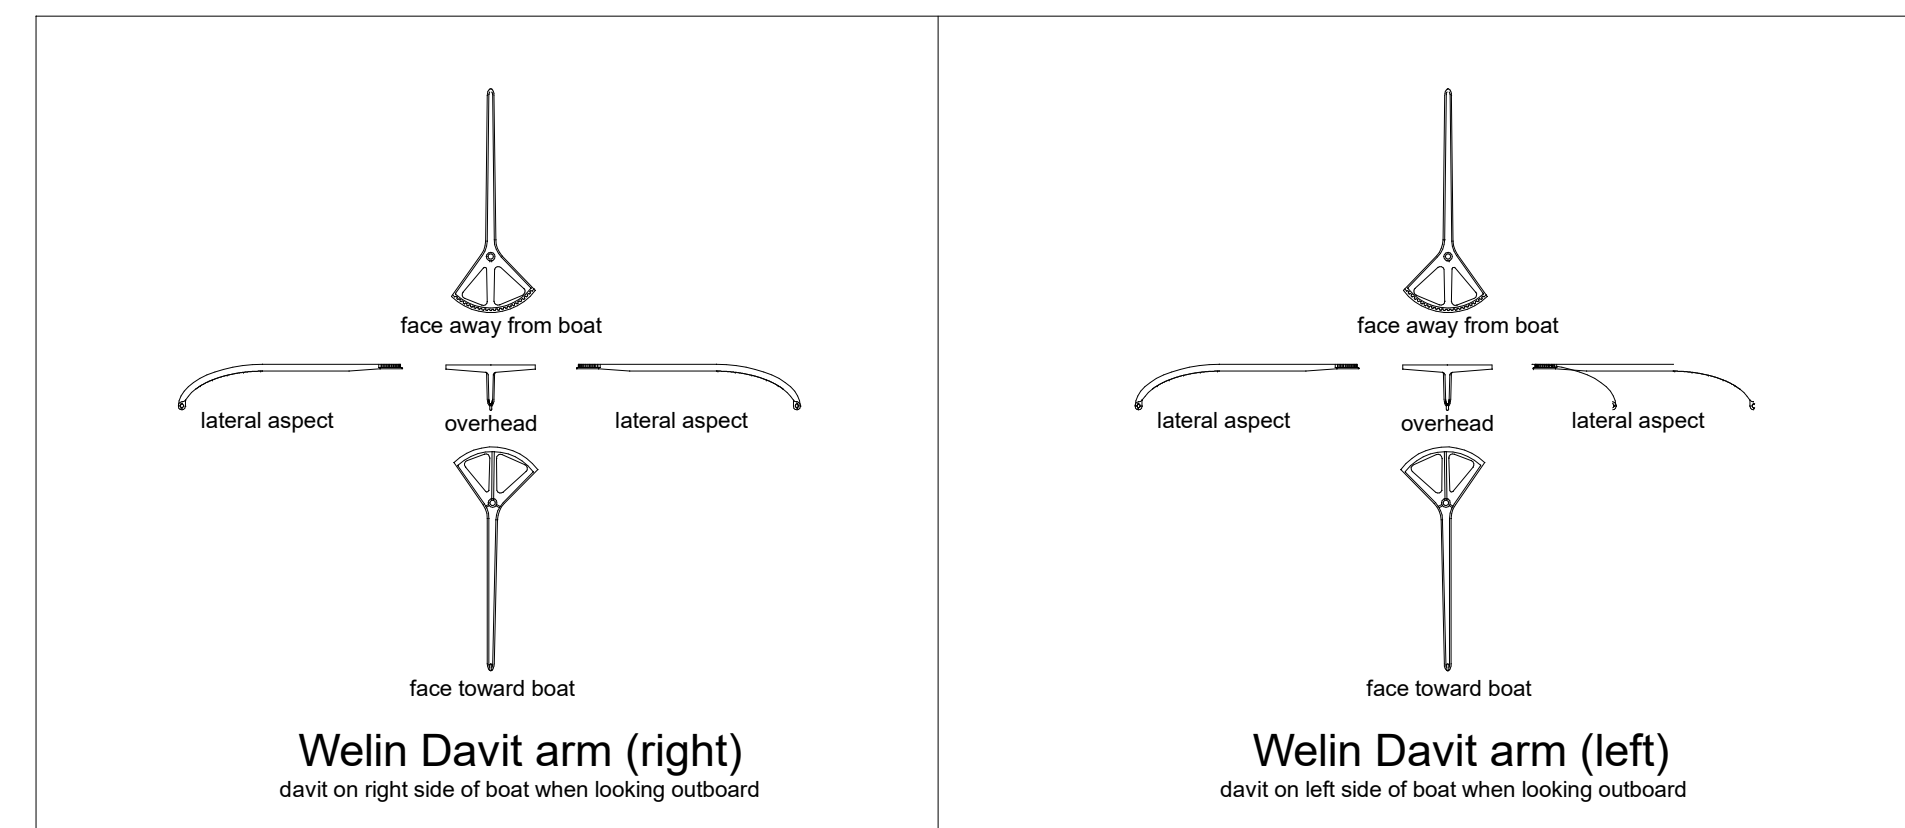 face away from boat
lateral aspect
overhead
lateral aspect
face toward boat
Welin Davit arm (right)
davit on right side of boat when looking outboard
face away from boat
lateral aspect
overhead
lateral aspect
face toward boat
Welin Davit arm (left)
davit on left side of boat when looking outboard